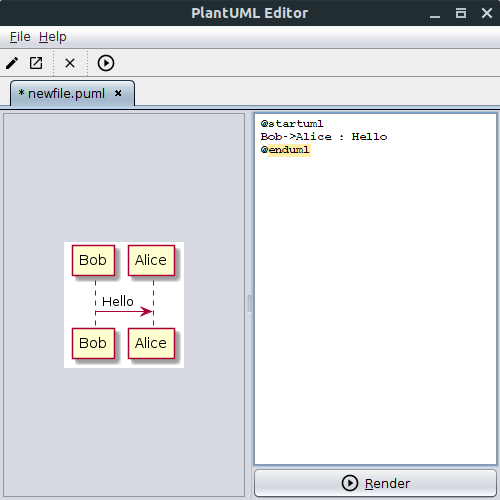 PlantUML Editor
File Help
* newfile.puml
@startuml
Bob->Alice : Hello
@enduml
Bob Alice
Hello
Bob Alice
Render